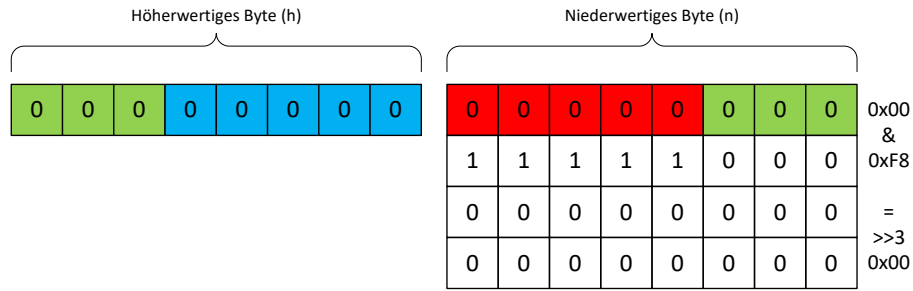 Höherwertiges Byte (h) Niederwertiges Byte (n)
0 0 0 0 0 0 0 0 0 0 0 0 0 0 0 0 0x00
&
1 1 1 1 1 0 0 0 0xF8
0 0 0 0 0 0 0 0 =
>>3
0 0 0 0 0 0 0 0 0x00